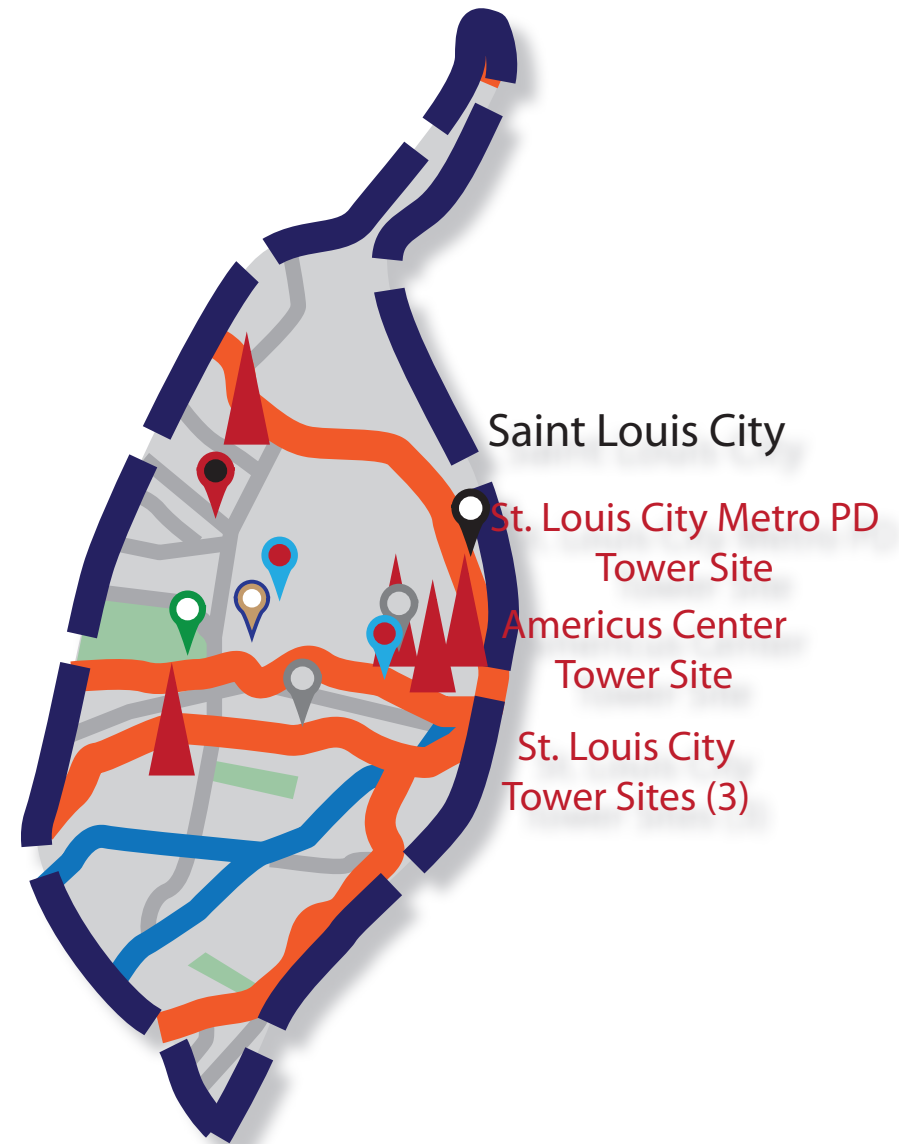 Saint Louis City
St. Louis City Metro PD
Tower Site
Americus Center
Tower Site
St. Louis City
Tower Sites (3)